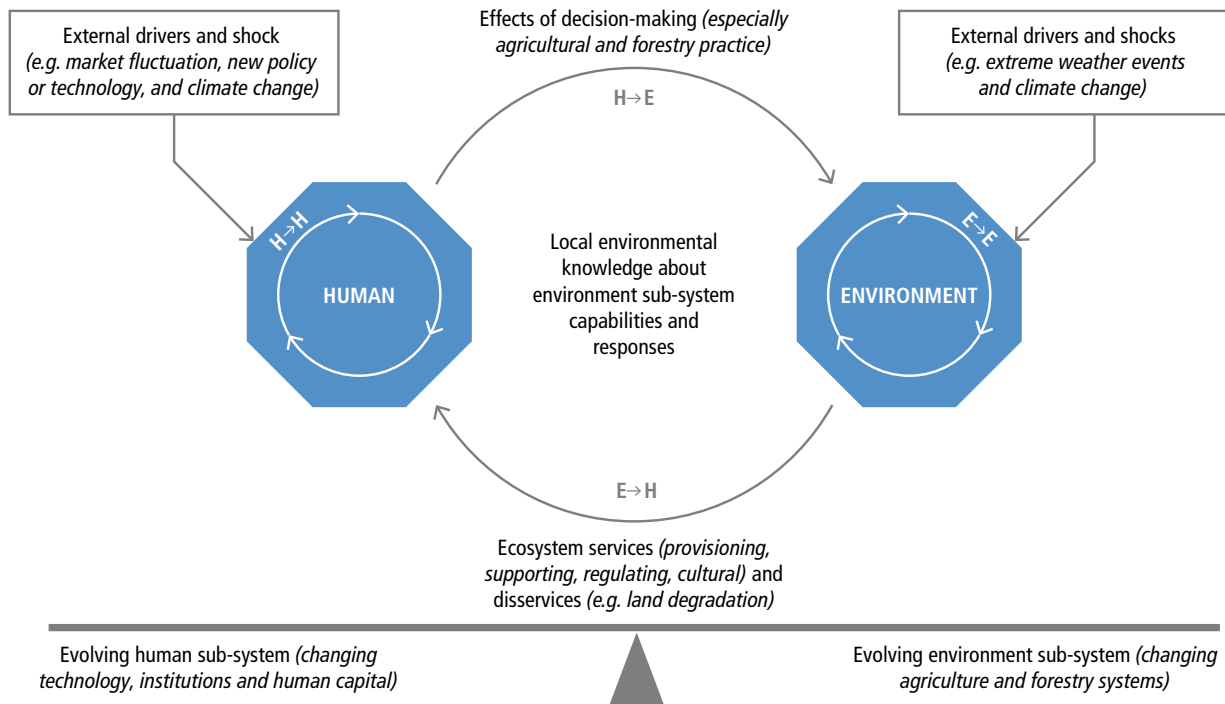 External drivers and shock
(e.g. market fluctuation, new policy
or technology, and climate change)
Effects of decision-making (especially
agricultural and forestry practice)
H→E
External drivers and shocks
(e.g. extreme weather events
and climate change)
H→H
HUMAN
Local environmental
knowledge about
environment sub-system
capabilities and
responses
E→E
ENVIRONMENT
E→H
Ecosystem services (provisioning,
supporting, regulating, cultural) and
disservices (e.g. land degradation)
Evolving human sub-system (changing
technology, institutions and human capital)
Evolving environment sub-system (changing
agriculture and forestry systems)